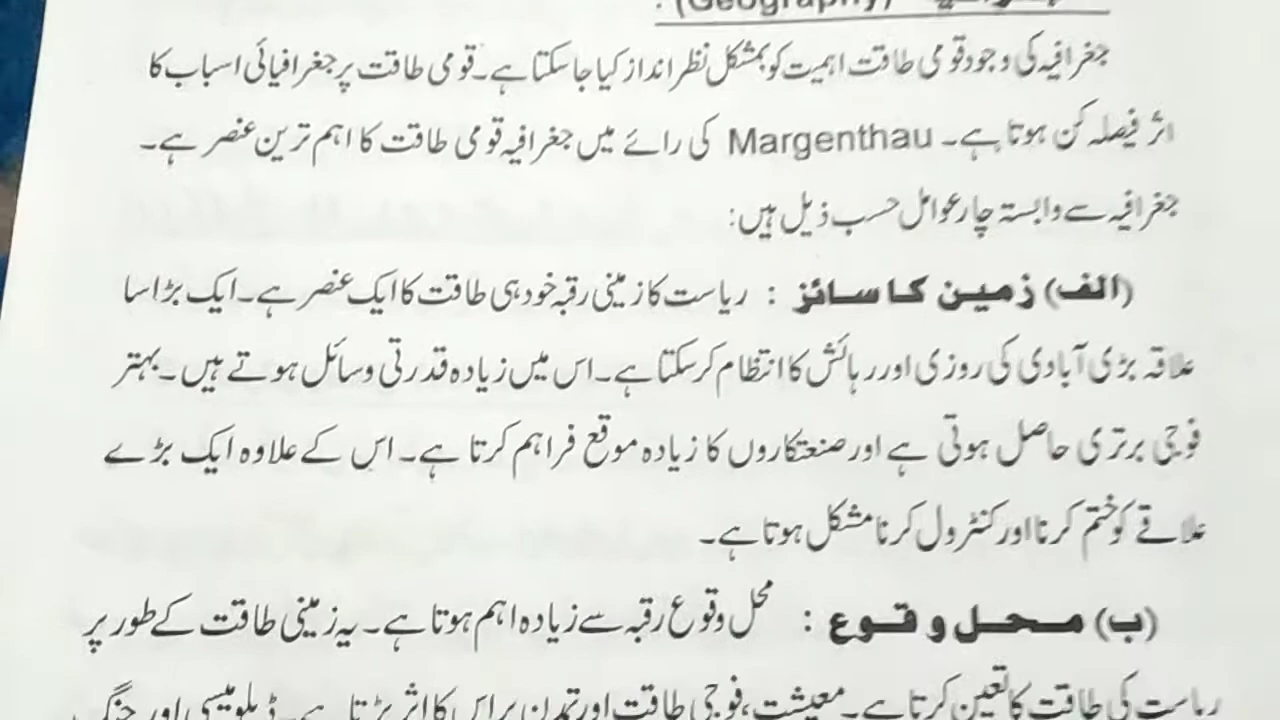 (Geography) :
جغرافیہ کی وجود قومی طاقت اہمیت کو بمشکل نظر انداز کیا جا سکتا ہے۔ قومی طاقت پر جغرافیائی اسباب کا
اثر فیصلہ کن ہوتا ہے۔ Margenthau کی رائے میں جغرافیہ قومی طاقت کا اہم ترین عنصر ہے۔
جغرافیہ سے وابستہ چار عوامل حسب ذیل ہیں:
(الف) زمین کا سائز : ریاست کا زمینی رقبہ خود ہی طاقت کا ایک عنصر ہے۔ ایک بڑا سا
علاقہ بڑی آبادی کی روزی اور رہائش کا انتظام کر سکتا ہے۔ اس میں زیادہ قدرتی وسائل ہوتے ہیں۔ بہتر
فوجی برتری حاصل ہوتی ہے اور صنعتکاروں کا زیادہ موقع فراہم کرتا ہے۔ اس کے علاوہ ایک بڑے
علاقے کو ختم کرنا اور کنٹرول کرنا مشکل ہوتا ہے۔
(ب) محل وقوع : محل وقوع رقبہ سے زیادہ اہم ہوتا ہے۔ یہ زمینی طاقت کے طور پر
ریاست کی طاقت کا تعین کرتا ہے۔ معیشت، فوجی طاقت اور تمدن پر اس کا اثر پڑتا ہے۔ ڈپلومیسی اور جنگ